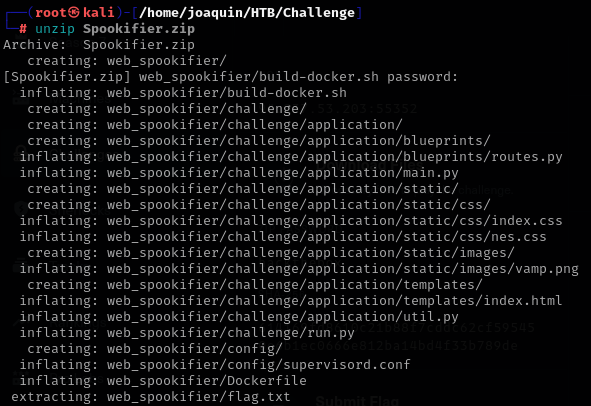 ┌──(root㉿kali)-[/home/joaquin/HTB/Challenge]
└─# unzip Spookifier.zip
Archive:  Spookifier.zip
   creating: web_spookifier/
[Spookifier.zip] web_spookifier/build-docker.sh password:
  inflating: web_spookifier/build-docker.sh
   creating: web_spookifier/challenge/
   creating: web_spookifier/challenge/application/
   creating: web_spookifier/challenge/application/blueprints/
  inflating: web_spookifier/challenge/application/blueprints/routes.py
  inflating: web_spookifier/challenge/application/main.py
   creating: web_spookifier/challenge/application/static/
   creating: web_spookifier/challenge/application/static/css/
  inflating: web_spookifier/challenge/application/static/css/index.css
  inflating: web_spookifier/challenge/application/static/css/nes.css
   creating: web_spookifier/challenge/application/static/images/
  inflating: web_spookifier/challenge/application/static/images/vamp.png
   creating: web_spookifier/challenge/application/templates/
  inflating: web_spookifier/challenge/application/templates/index.html
  inflating: web_spookifier/challenge/application/util.py
  inflating: web_spookifier/challenge/run.py
   creating: web_spookifier/config/
  inflating: web_spookifier/config/supervisord.conf
  inflating: web_spookifier/Dockerfile
 extracting: web_spookifier/flag.txt
Submit Flag